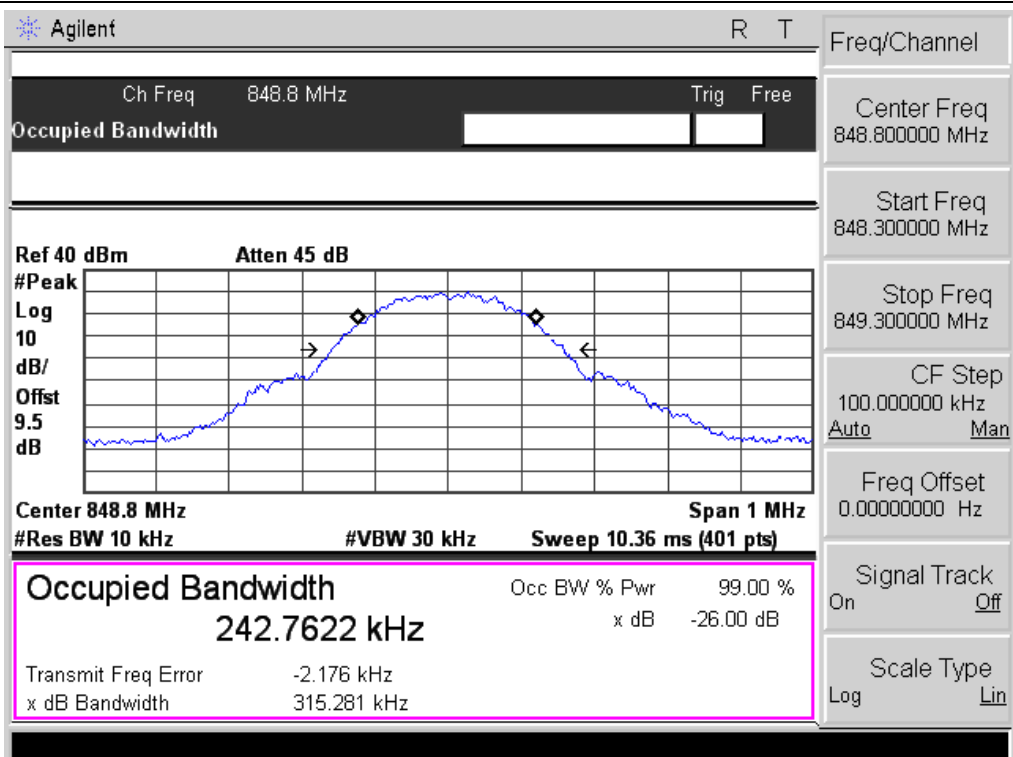 Agilent R T
Ch Freq 848.8 MHz Trig Free
Occupied Bandwidth
Ref 40 dBm Atten 45 dB
#Peak
Log
10
dB/
Offst
9.5
dB
Center 848.8 MHz Span 1 MHz
#Res BW 10 kHz #VBW 30 kHz Sweep 10.36 ms (401 pts)
Occupied Bandwidth
242.7622 kHz
Occ BW % Pwr 99.00 %
x dB -26.00 dB
Transmit Freq Error -2.176 kHz
x dB Bandwidth 315.281 kHz
Freq/Channel
Center Freq
848.800000 MHz
Start Freq
848.300000 MHz
Stop Freq
849.300000 MHz
CF Step
100.000000 kHz
Auto Man
Freq Offset
0.00000000 Hz
Signal Track
On Off
Scale Type
Log Lin